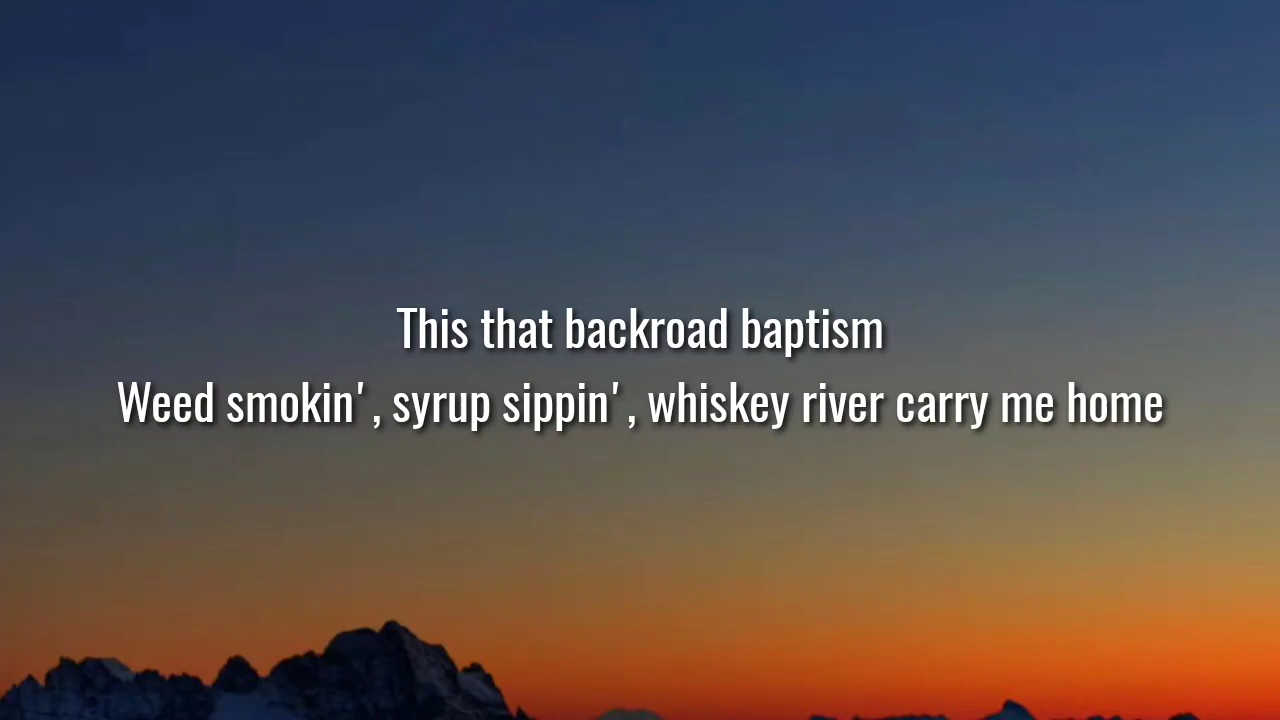 This that backroad baptism
Weed smokin', syrup sippin', whiskey river carry me home